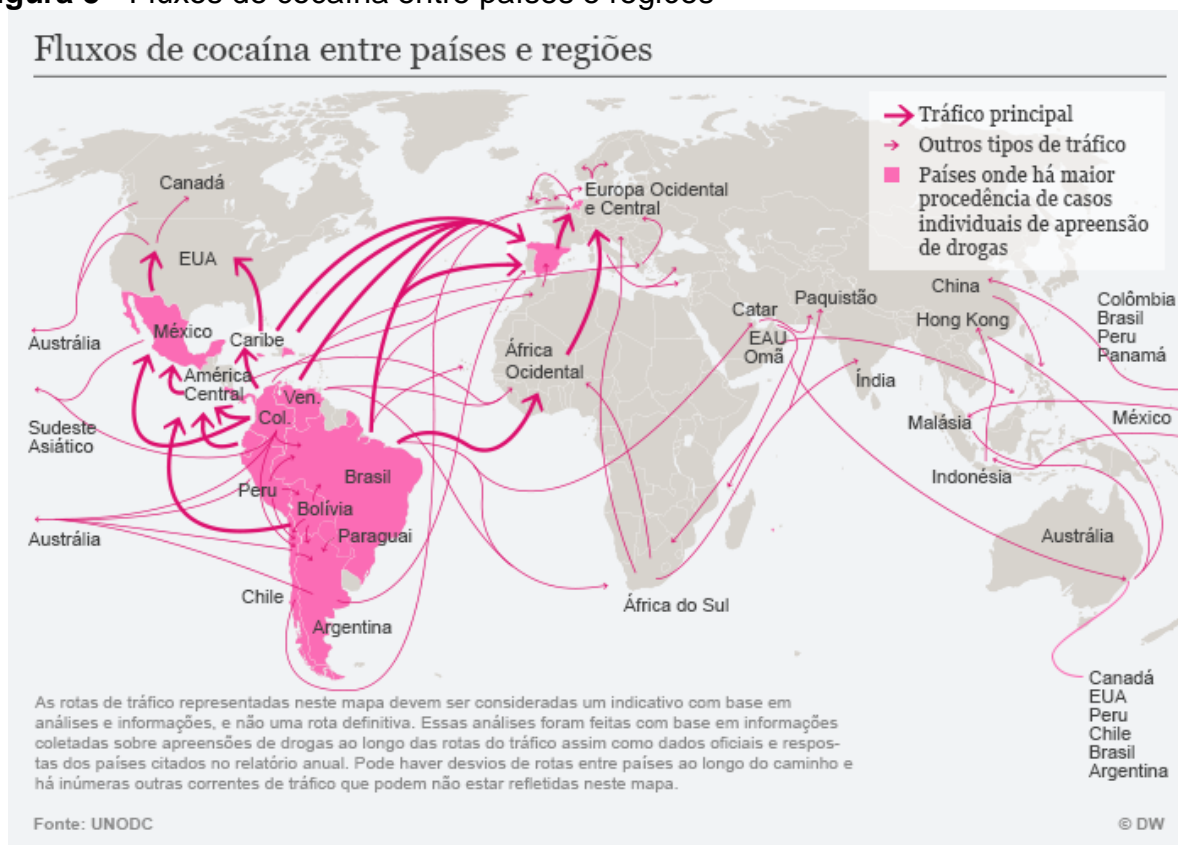 Fluxos de cocaína entre países e regiões
Fluxos de cocaína entre países e regiões
Tráfico principal
Outros tipos de tráfico
Países onde há maior
procedência de casos
individuais de apreensão
de drogas
Canadá
EUA
México
Caribe
América
Central
Ven.
Col.
Brasil
Peru
Bolívia
Paraguai
Chile
Argentina
Austrália
Sudeste
Asiático
Austrália
Europa Ocidental
e Central
África
Ocidental
África do Sul
Catar
EAU
Omã
Paquistão
Índia
China
Hong Kong
Malásia
Indonésia
Austrália
Colômbia
Brasil
Peru
Panamá
México
Canadá
EUA
Peru
Chile
Brasil
Argentina
As rotas de tráfico representadas neste mapa devem ser consideradas um indicativo com base em
análises e informações, e não uma rota definitiva. Essas análises foram feitas com base em informações
coletadas sobre apreensões de drogas ao longo das rotas do tráfico assim como dados oficiais e respos-
tas dos países citados no relatório anual. Pode haver desvios de rotas entre países ao longo do caminho e
há inúmeras outras correntes de tráfico que podem não estar refletidas neste mapa.
Fonte: UNODC
© DW